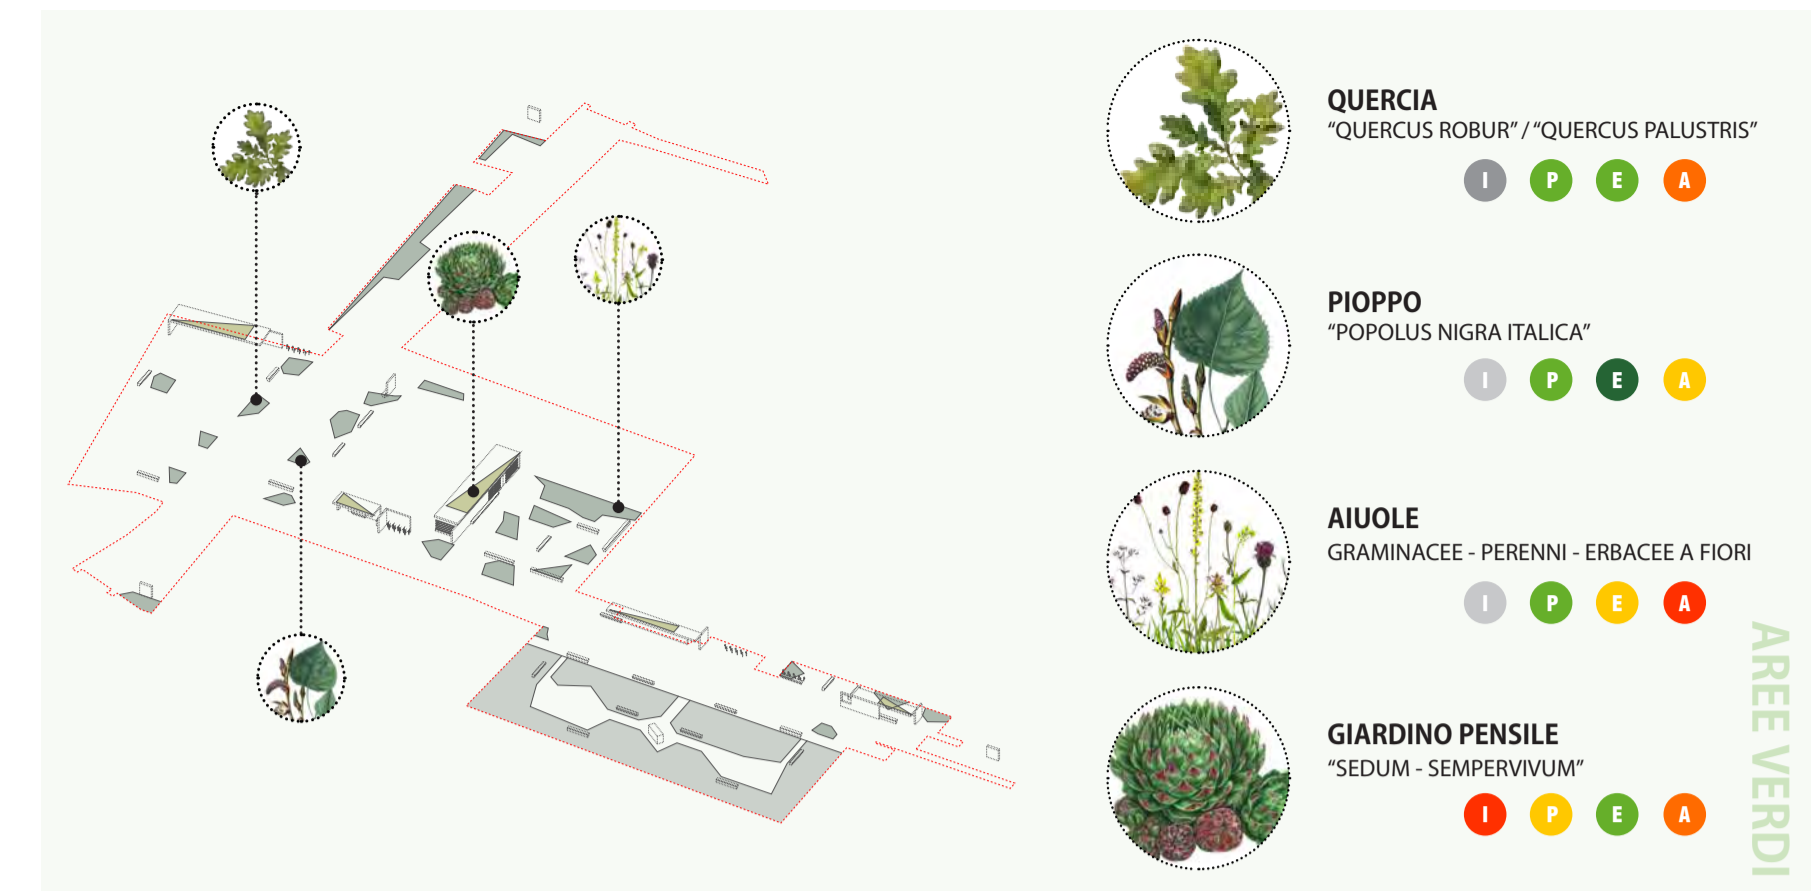 QUERCIA
“QUERCUS ROBUR” / “QUERCUS PALUSTRIS”
I P E A
PIOPPO
“POPOLUS NIGRA ITALICA”
I P E A
AIUOLE
GRAMINACEE - PERENNI - ERBACEE A FIORI
I P E A
GIARDINO PENSILE
“SEDUM - SEMPERVIVUM”
I P E A
AREE VERDI